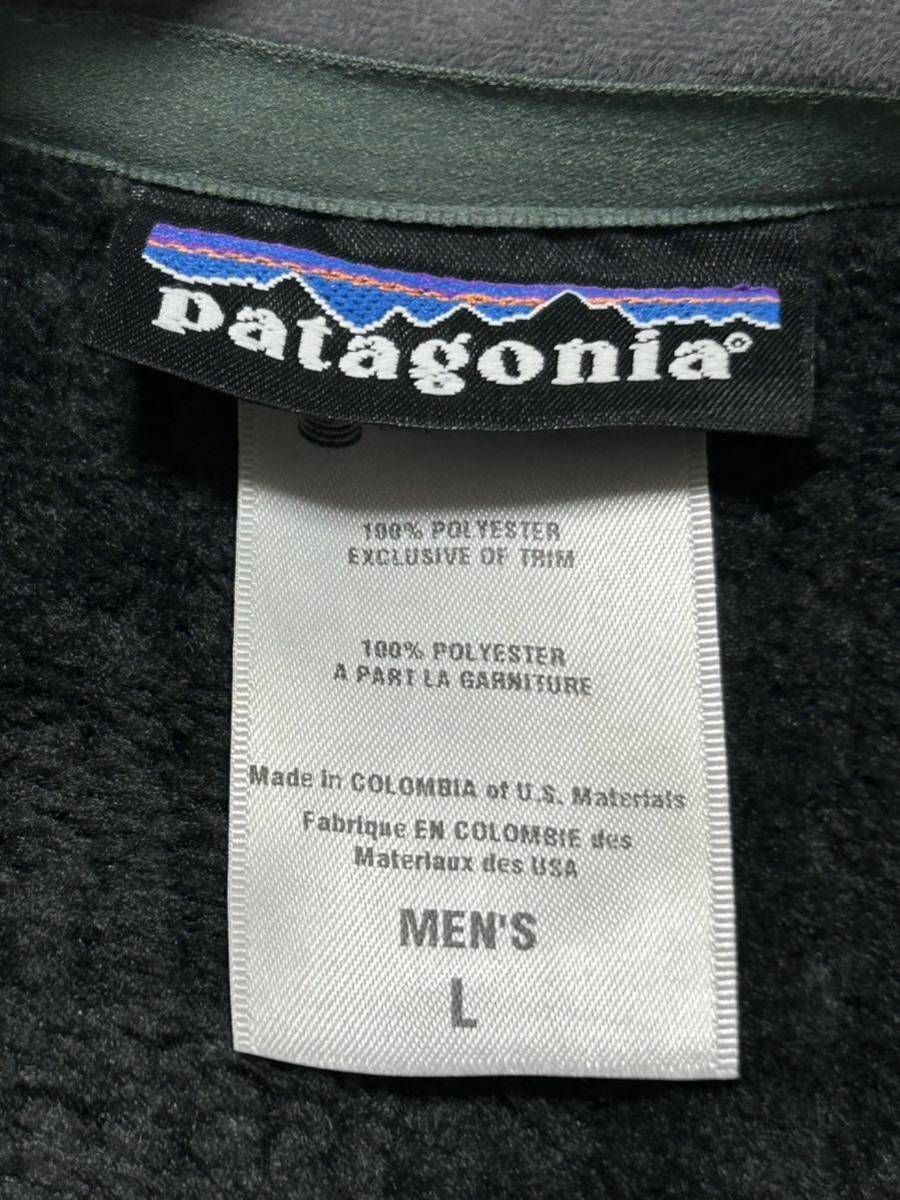 patagonia®
100% POLYESTER
EXCLUSIVE OF TRIM
100% POLYESTER
A PART LA GARNITURE
Made in COLOMBIA of U.S. Materials
Fabrique EN COLOMBIE des
Materiaux des USA
MEN'S
L